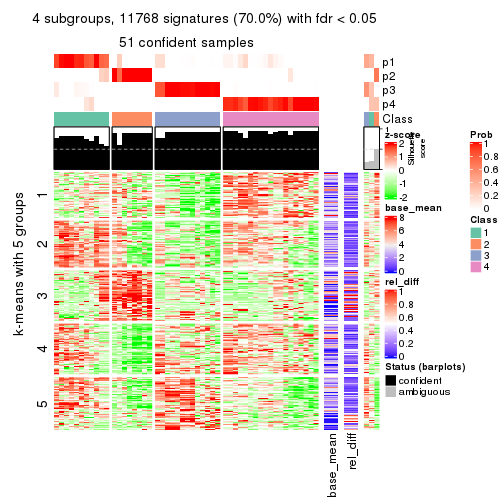 4 subgroups, 11768 signatures (70.0%) with fdr < 0.05
51 confident samples
p1
p2
p3
p4
Class
1
Silhouette
score
k-means with 5 groups
1
2
3
4
5
base_mean
rel_diff
z-score
2
1
0
-1
-2
base_mean
8
6
4
2
0
rel_diff
1
0.8
0.6
0.4
0.2
0
Status (barplots)
confident
ambiguous
Prob
1
0.8
0.6
0.4
0.2
0
Class
1
2
3
4